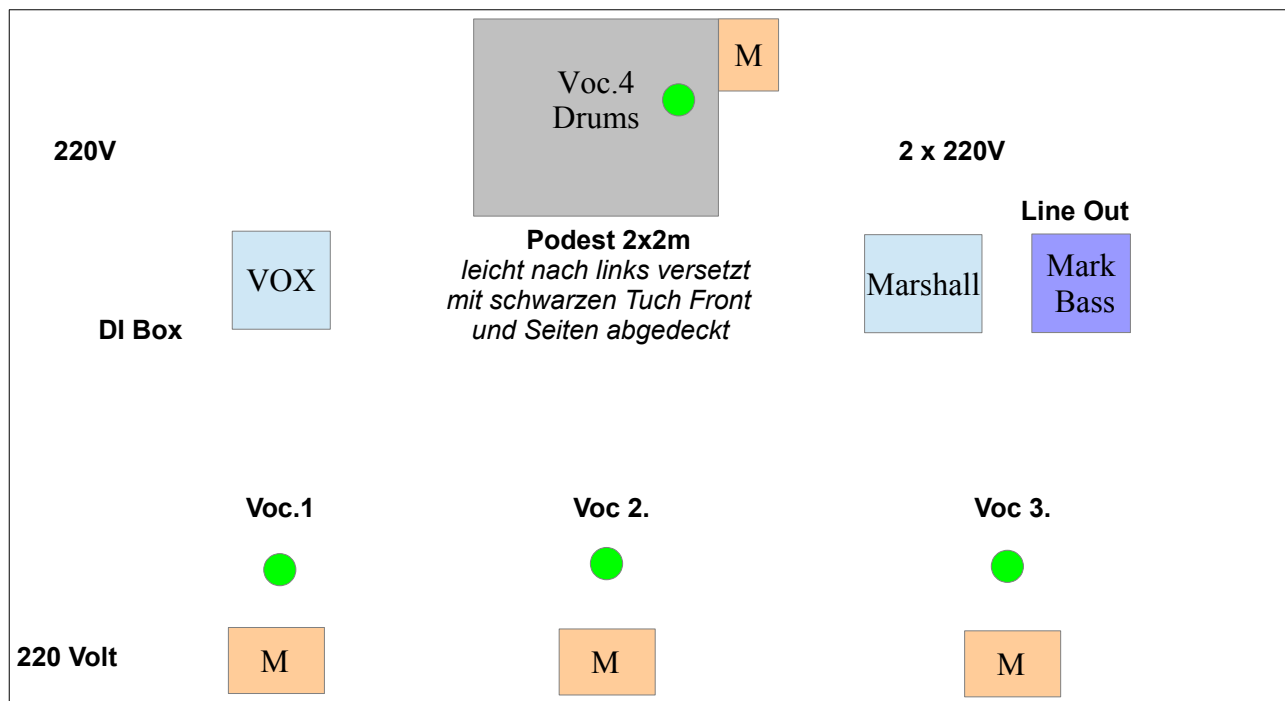 Voc.4
Drums
M
220V
2 x 220V
Line Out
Podest 2x2m
leicht nach links versetzt
mit schwarzen Tuch Front
und Seiten abgedeckt
VOX
Marshall
Mark
Bass
DI Box
Voc.1
Voc 2.
Voc 3.
220 Volt
M
M
M